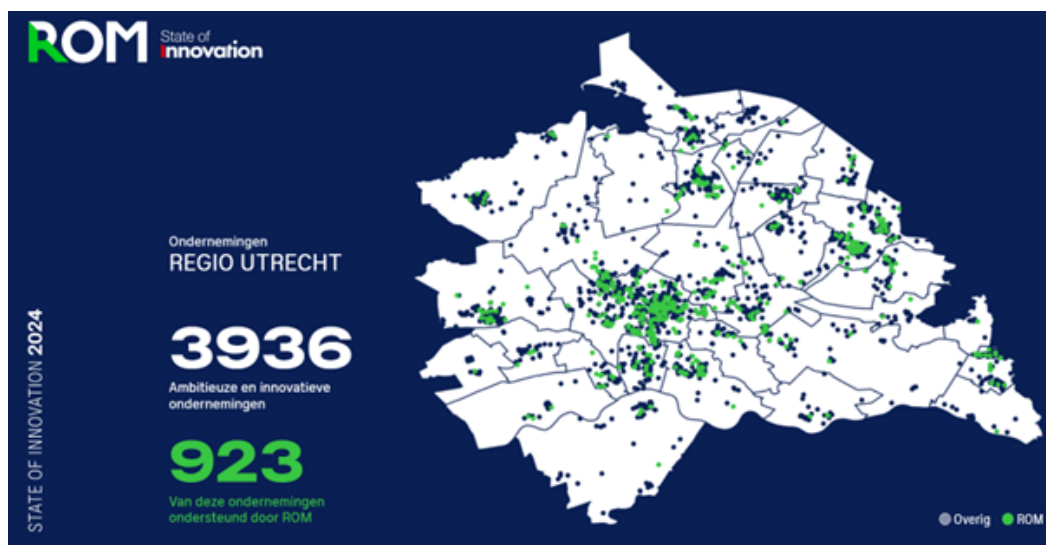 ROM State of
innovation
Ondernemingen
REGIO UTRECHT
3936
Ambitieuze en innovatieve
ondernemingen
923
Van deze ondernemingen
ondersteund door ROM
STATE OF INNOVATION 2024
Overig ROM